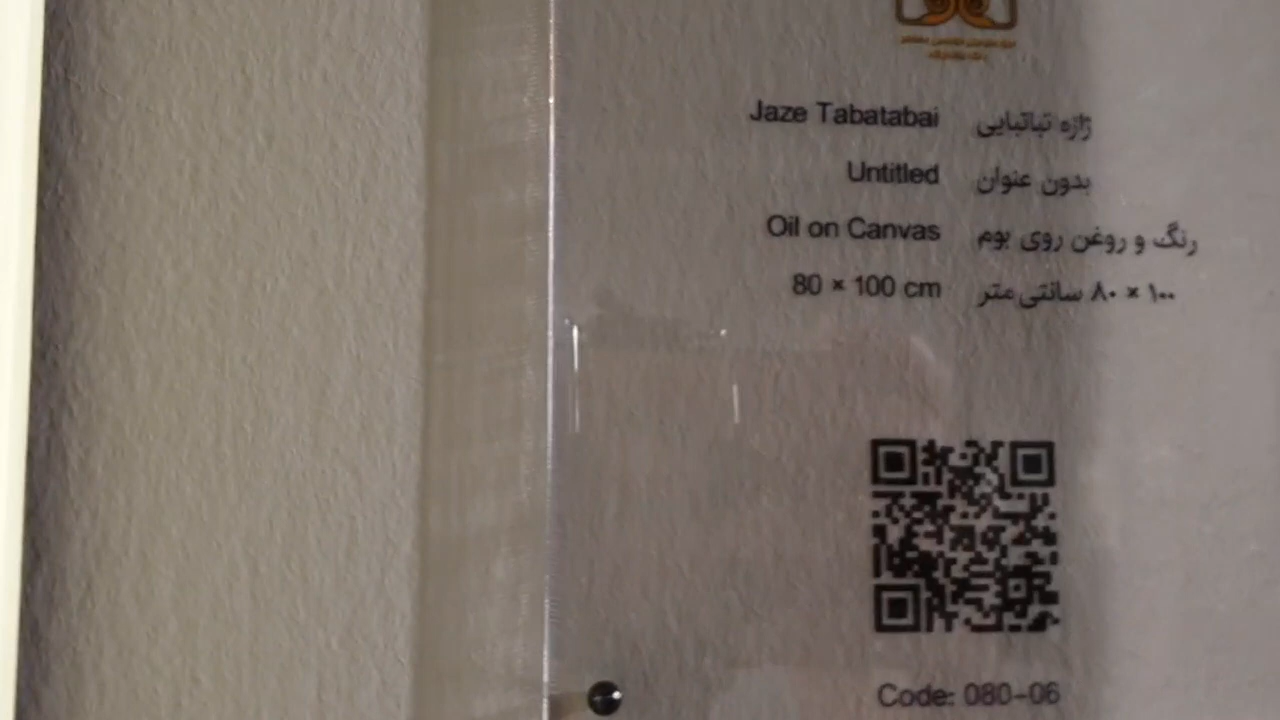 Jaze Tabatabai ژازه تباتبایی
Untitled بدون عنوان
Oil on Canvas رنگ و روغن روی بوم
80 × 100 cm ۱۰۰ × ۸۰ سانتی‌متر
Code: 080-06